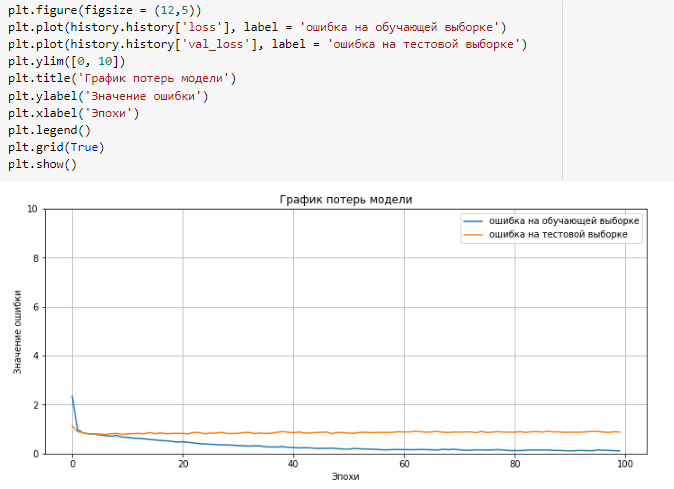 plt.figure(figsize = (12,5))
plt.plot(history.history['loss'], label = 'ошибка на обучающей выборке')
plt.plot(history.history['val_loss'], label = 'ошибка на тестовой выборке')
plt.ylim([0, 10])
plt.title('График потерь модели')
plt.ylabel('Значение ошибки')
plt.xlabel('Эпохи')
plt.legend()
plt.grid(True)
plt.show()
График потерь модели
ошибка на обучающей выборке
ошибка на тестовой выборке
Значение ошибки
10
8
6
4
2
0
0 20 40 60 80 100
Эпохи